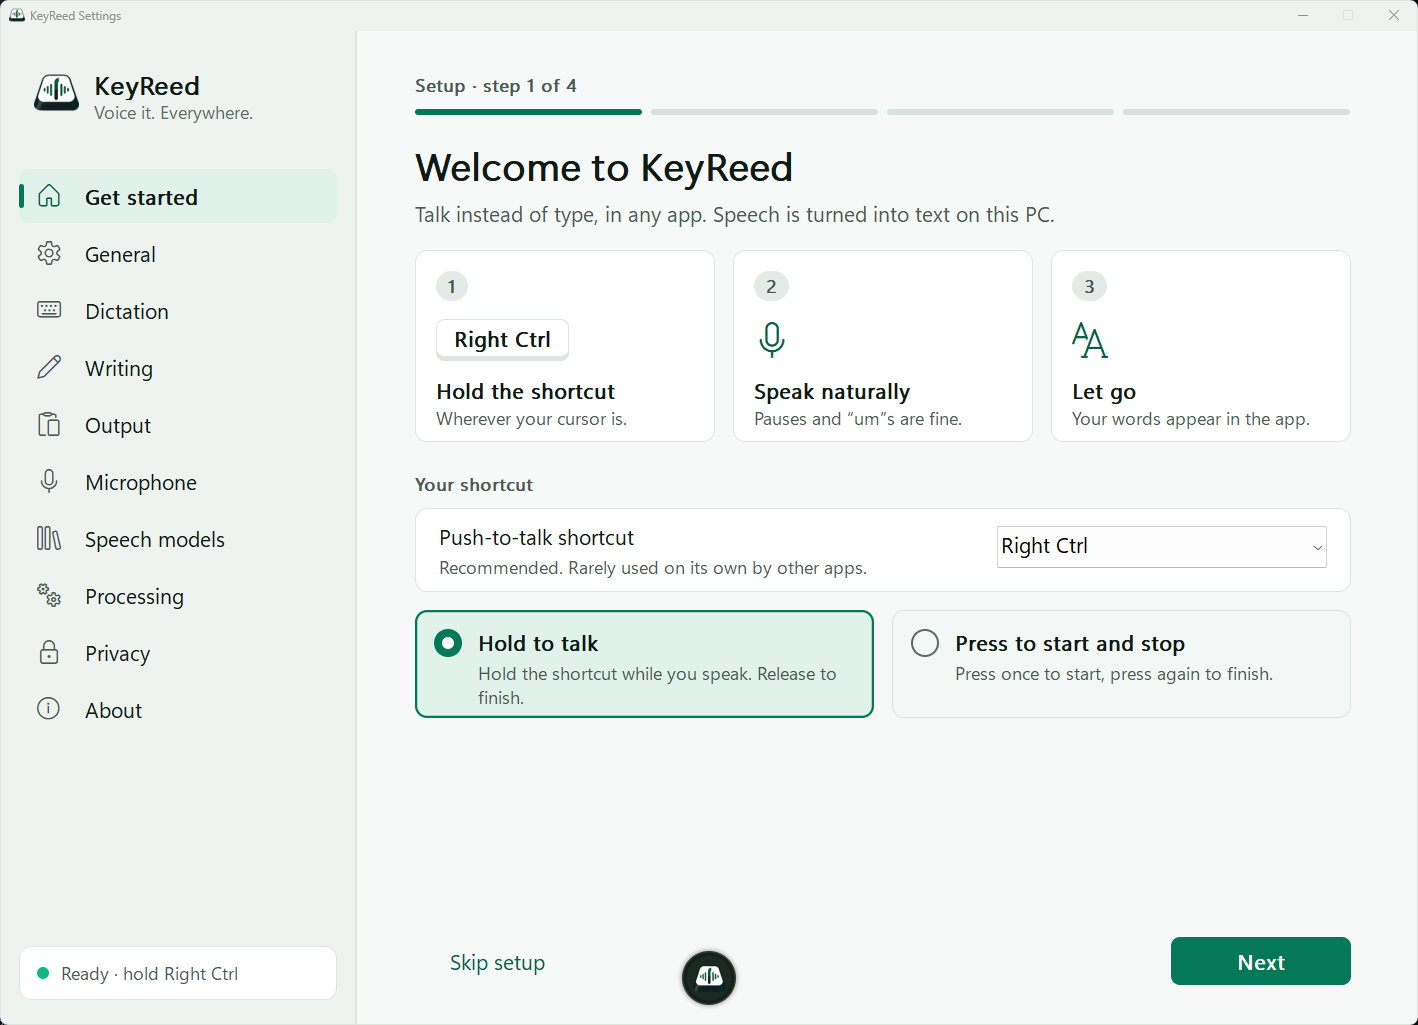 KeyReed Settings
KeyReed
Voice it. Everywhere.
Get started
General
Dictation
Writing
Output
Microphone
Speech models
Processing
Privacy
About
Ready · hold Right Ctrl
Setup · step 1 of 4
Welcome to KeyReed
Talk instead of type, in any app. Speech is turned into text on this PC.
1
Right Ctrl
Hold the shortcut
Wherever your cursor is.
2
Speak naturally
Pauses and “um”s are fine.
3
Let go
Your words appear in the app.
Your shortcut
Push-to-talk shortcut
Recommended. Rarely used on its own by other apps.
Right Ctrl
Hold to talk
Hold the shortcut while you speak. Release to
finish.
Press to start and stop
Press once to start, press again to finish.
Skip setup
Next